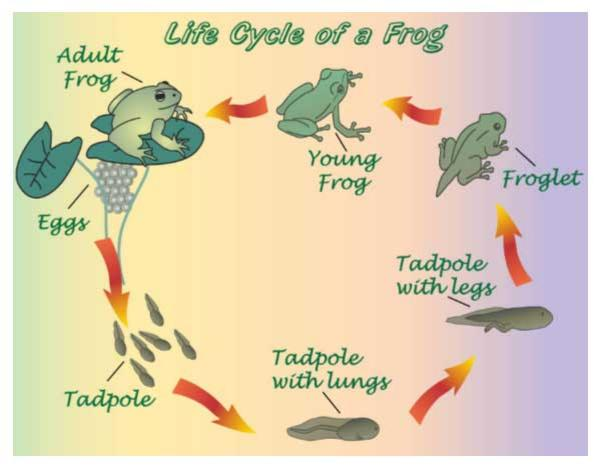 Life Cycle of a Frog
Adult
Frog
Eggs
Tadpole
Tadpole
with lungs
Tadpole
with legs
Froglet
Young
Frog